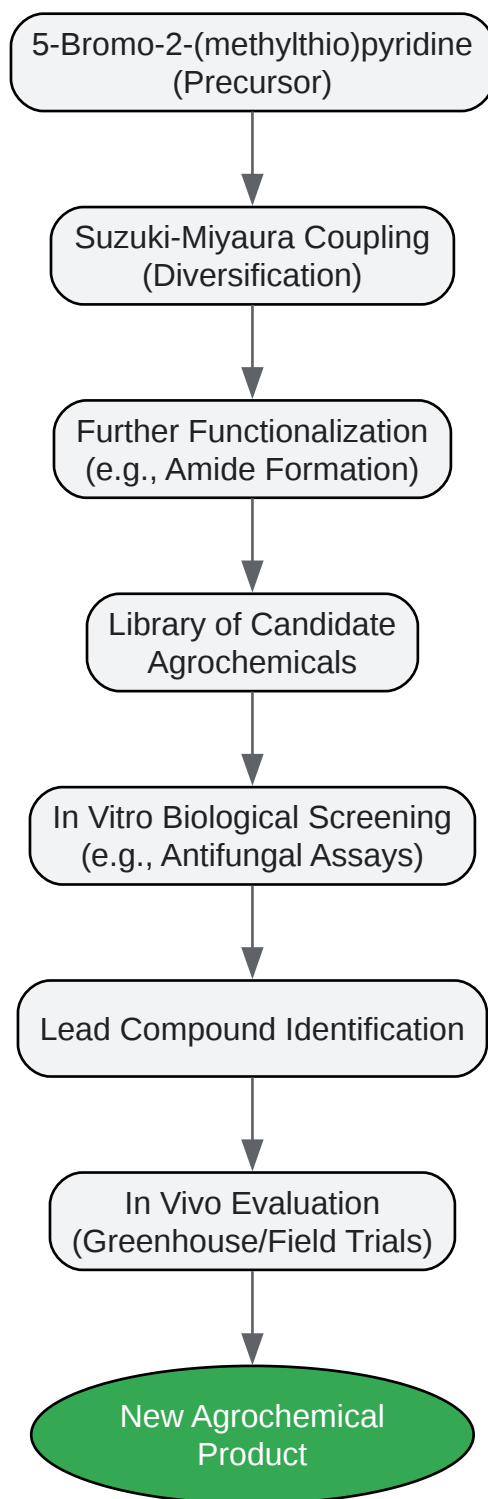 5-Bromo-2-(methylthio)pyridine
(Precursor)
Suzuki-Miyaura Coupling
(Diversification)
Further Functionalization
(e.g., Amide Formation)
Library of Candidate
Agrochemicals
In Vitro Biological Screening
(e.g., Antifungal Assays)
Lead Compound Identification
In Vivo Evaluation
(Greenhouse/Field Trials)
New Agrochemical
Product